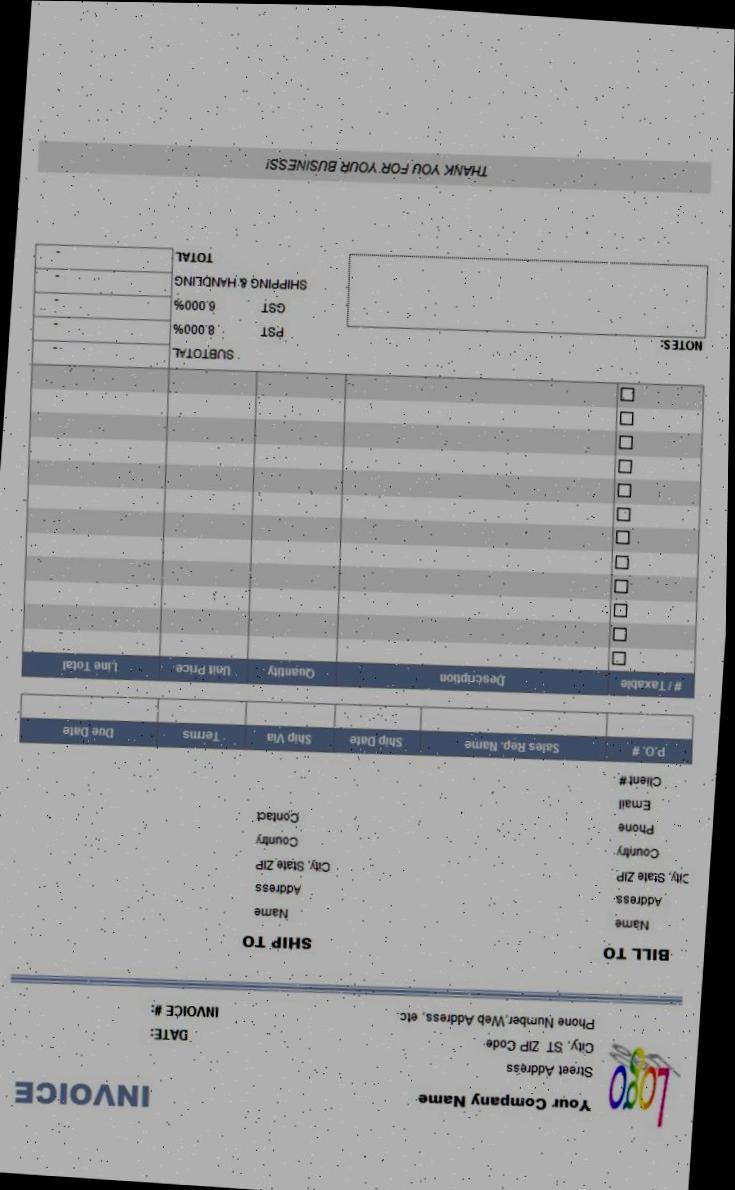 LOGO
INVOICE
Your Company Name
Street Address
City, ST ZIP Code
DATE:
Phone Number,Web Address, etc
INVOICE #:
BILL TO
SHIP TO
Name
Name
Address
Address
City, State ZIP
City, State ZIP
Country
Country
Phone
Contact
Email
Client #
P.O. # Sales Rep. Name Ship Date Ship Via Terms Due Date
# / Taxable Description Quantity Unit Price Line Total
SUBTOTAL -
NOTES:
PST 8.000% -
GST 6.000% -
SHIPPING & HANDLING -
TOTAL -
THANK YOU FOR YOUR BUSINESS!